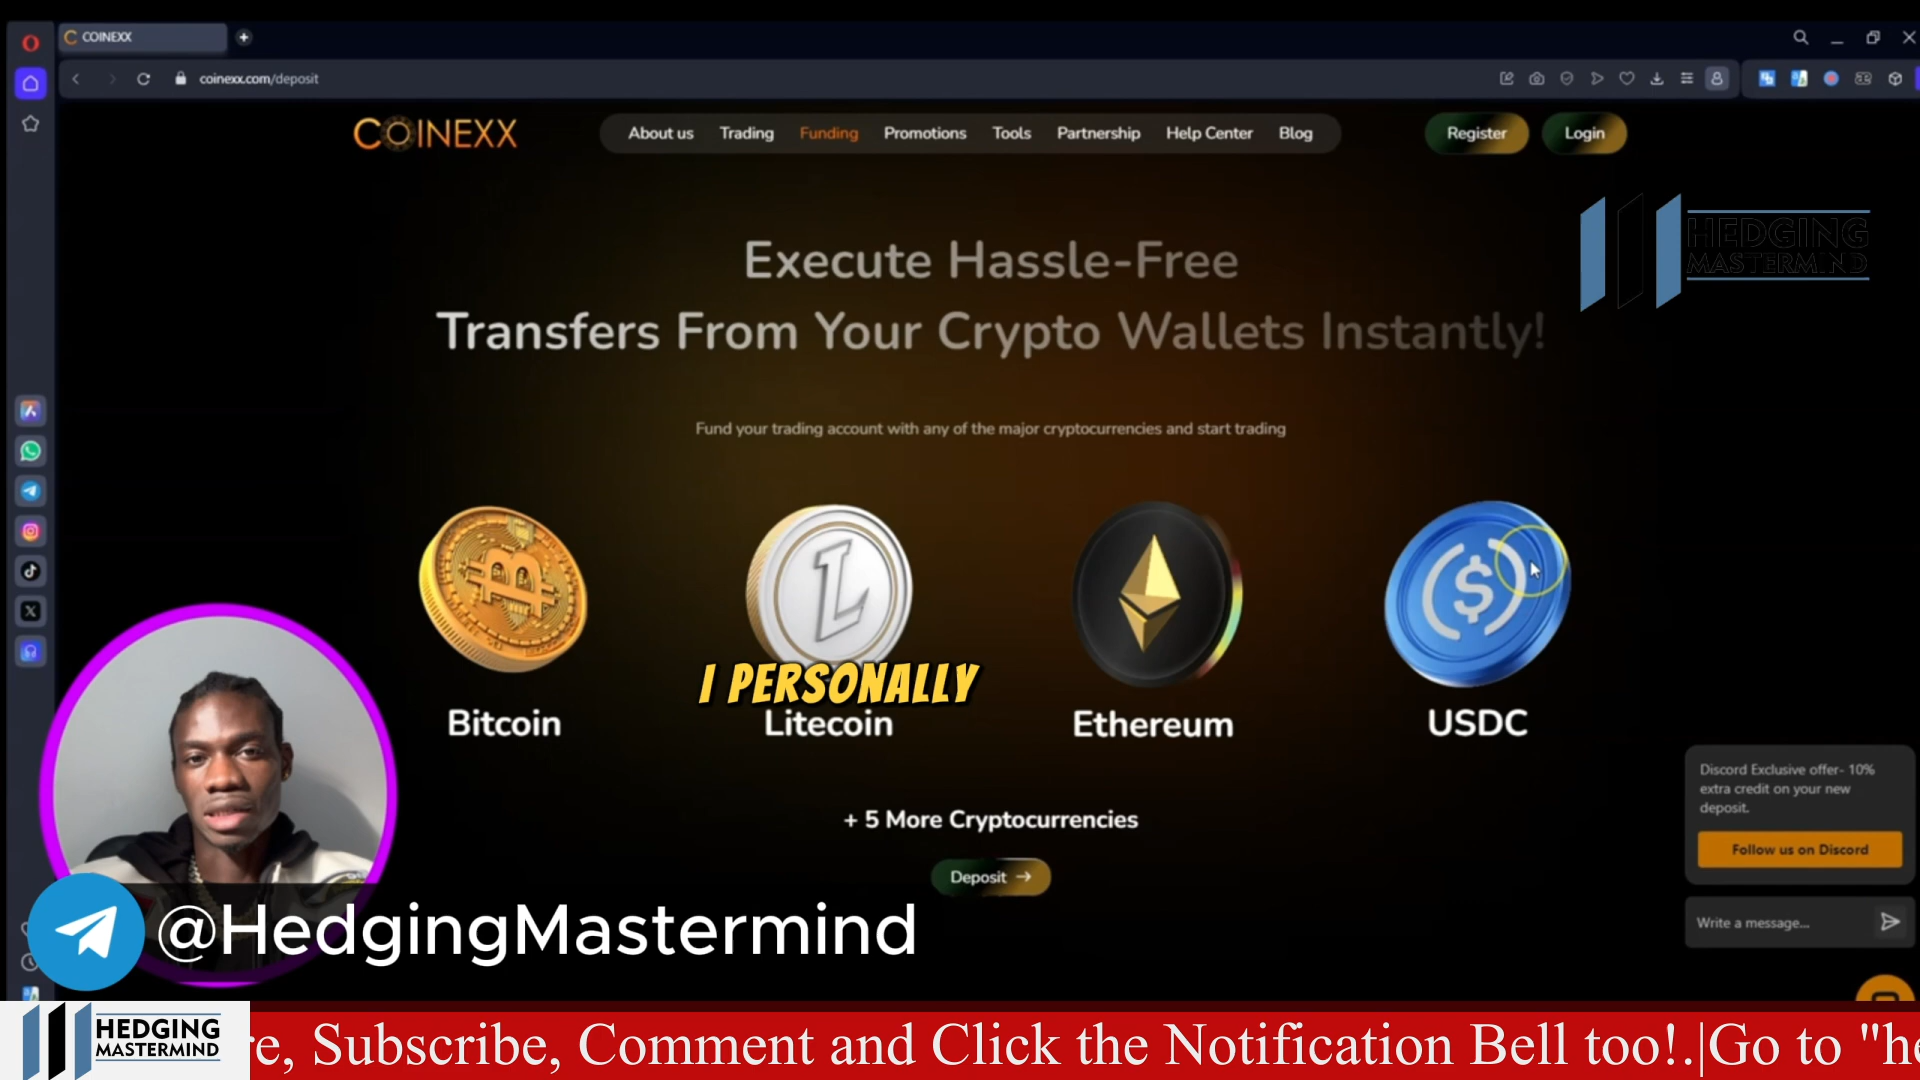 COINEXX
coinexx.com/deposit
COINEXX
About us Trading Funding Promotions Tools Partnership Help Center Blog
Register Login
HEDGING
MASTERMIND
Execute Hassle-Free
Transfers From Your Crypto Wallets Instantly!
Fund your trading account with any of the major cryptocurrencies and start trading
I PERSONALLY
Bitcoin Litecoin Ethereum USDC
+ 5 More Cryptocurrencies
Deposit →
Discord Exclusive offer- 10%
extra credit on your new
deposit.
Follow us on Discord
Write a message...
@HedgingMastermind
HEDGING
MASTERMIND
e, Subscribe, Comment and Click the Notification Bell too!.|Go to "he